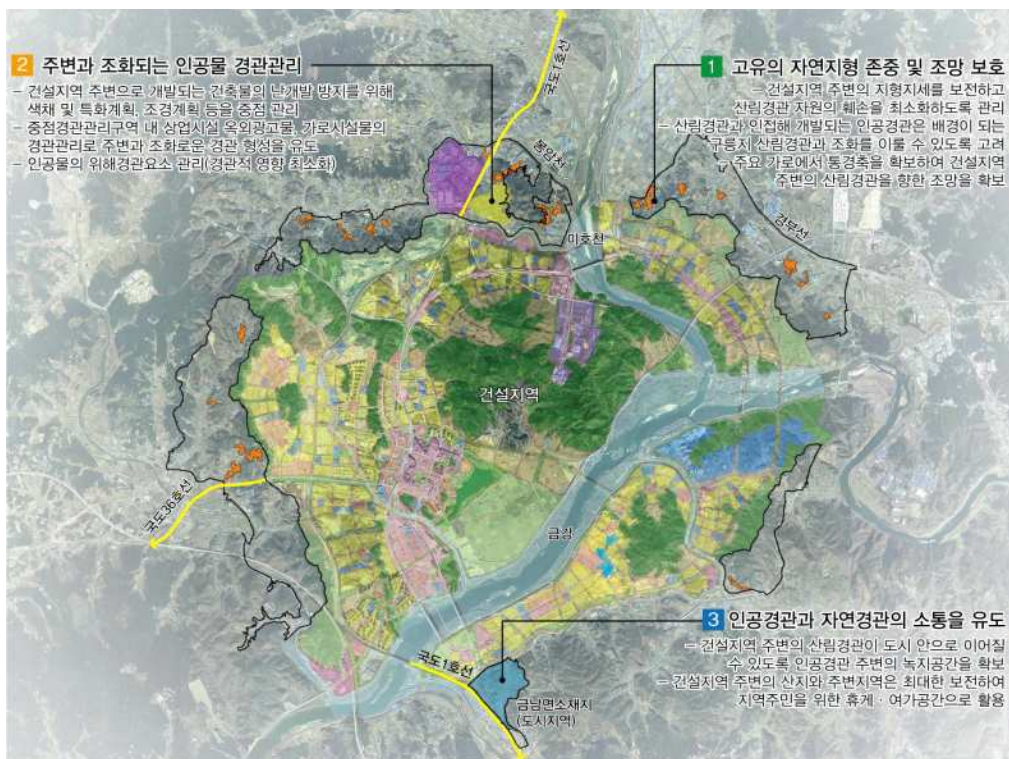 2 주변과 조화되는 인공물 경관관리
- 건설지역 주변으로 개발되는 건축물의 난개발 방지를 위해
색채 및 특화계획, 조경계획 등을 중점 관리
- 중점경관관리구역 내 상업시설 옥외광고물, 가로시설물의
경관관리로 주변과 조화로운 경관 형성을 유도
- 인공물의 위해경관요소 관리(경관적 영향 최소화)
1 고유의 자연지형 존중 및 조망 보호
- 건설지역 주변의 지형지세를 보전하고
산림경관 자원의 훼손을 최소화하도록 관리
- 산림경관과 인접해 개발되는 인공경관은 배경이 되는
구릉지 산림경관과 조화를 이룰 수 있도록 고려
- 주요 가로에서 통경축을 확보하여 건설지역
주변의 산림경관을 향한 조망을 확보
국도1호선
봉암천
미호천
경부선
건설지역
국도36호선
금강
국도1호선
금남면소재지
(도시지역)
3 인공경관과 자연경관의 소통을 유도
- 건설지역 주변의 산림경관이 도시 안으로 이어질
수 있도록 인공경관 주변의 녹지공간을 확보
- 건설지역 주변의 산지와 주변지역은 최대한 보전하여
지역주민을 위한 휴게 · 여가공간으로 활용